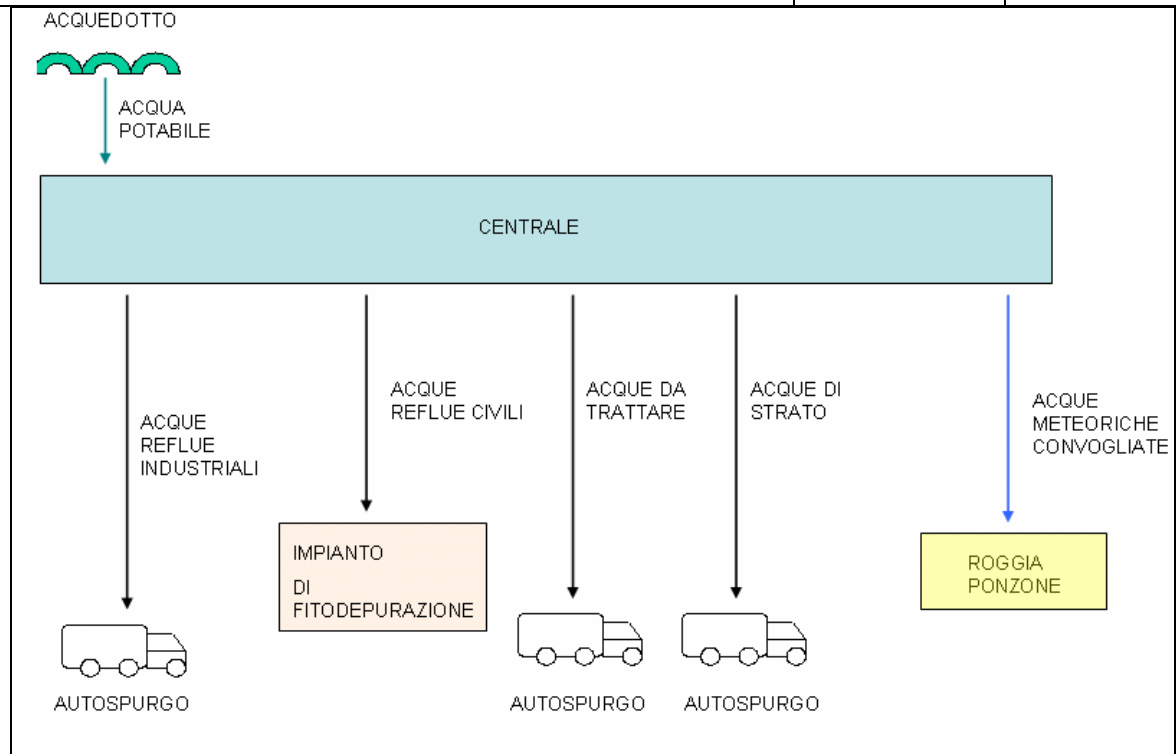 ACQUEDOTTO
ACQUA
POTABILE
CENTRALE
ACQUE
REFLUE
INDUSTRIALI
ACQUE
REFLUE CIVILI
ACQUE DA
TRATTARE
ACQUE DI
STRATO
ACQUE
METEORICHE
CONVOGLIATE
IMPIANTO
DI
FITODEPURAZIONE
ROGGIA
PONZONE
AUTOSPURGO
AUTOSPURGO
AUTOSPURGO